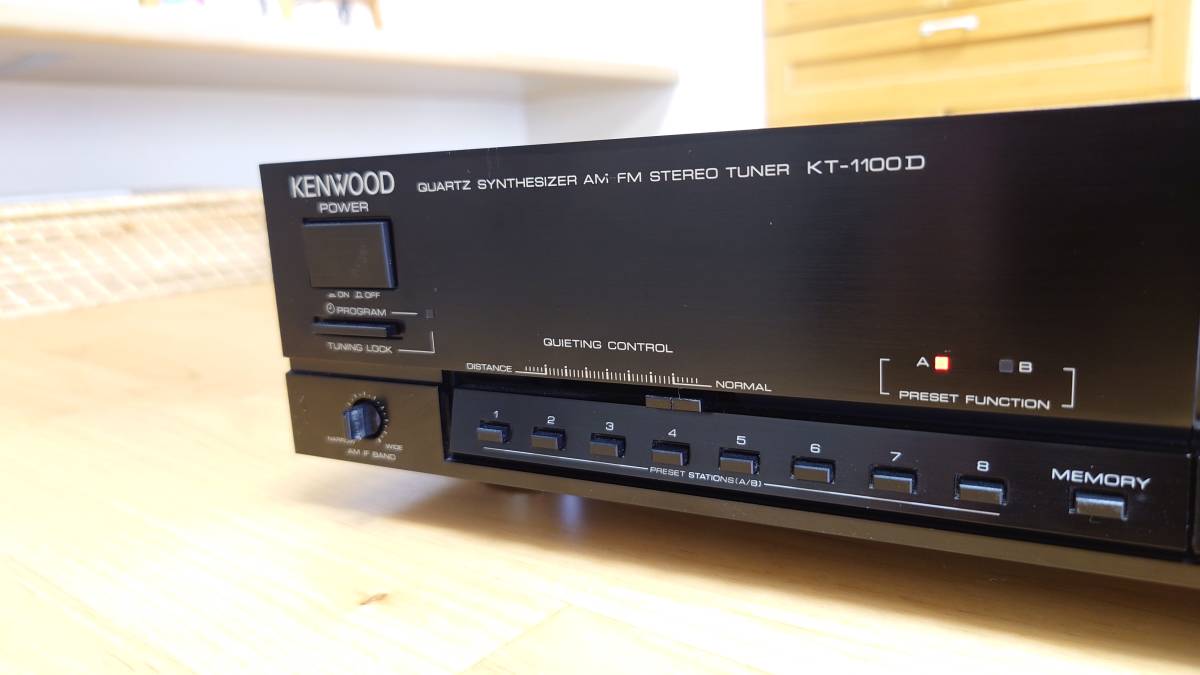 KENWOOD
QUARTZ SYNTHESIZER AM FM STEREO TUNER KT-1100D
POWER
ON OFF
PROGRAM
TUNING LOCK
QUIETING CONTROL
DISTANCE NORMAL
A B
PRESET FUNCTION
1 2 3 4 5 6 7 8
PRESET STATIONS(A/B)
MEMORY
NARROW WIDE
AM IF BAND